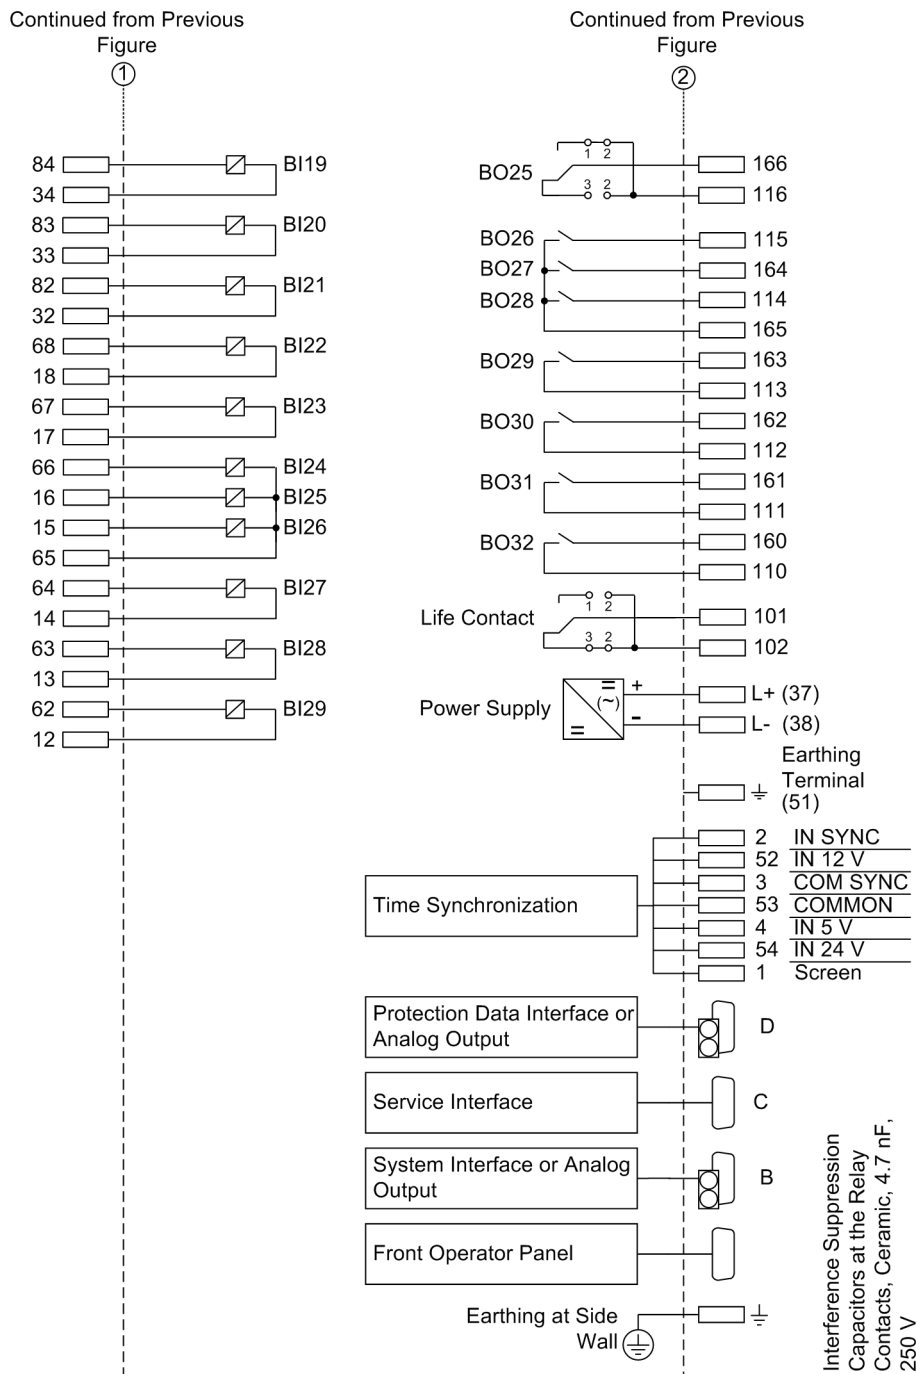 Continued from Previous
Figure
1
84
BI19
34
83
BI20
33
82
BI21
32
68
BI22
18
67
BI23
17
66
BI24
16
BI25
15
BI26
65
64
BI27
14
63
BI28
13
62
BI29
12
Continued from Previous
Figure
2
1 2
BO25
166
3 2
116
BO26
115
BO27
164
BO28
114
165
BO29
163
113
BO30
162
112
BO31
161
111
BO32
160
110
1 2
Life Contact
101
3 2
102
Power Supply
= +
(~)
= -
L+ (37)
L- (38)
Earthing
Terminal
(51)
Time Synchronization
2 IN SYNC
52 IN 12 V
3 COM SYNC
53 COMMON
4 IN 5 V
54 IN 24 V
1 Screen
Protection Data Interface or
Analog Output
D
Service Interface
C
System Interface or Analog
Output
B
Front Operator Panel
Earthing at Side
Wall
Interference Suppression
Capacitors at the Relay
Contacts, Ceramic, 4.7 nF,
250 V